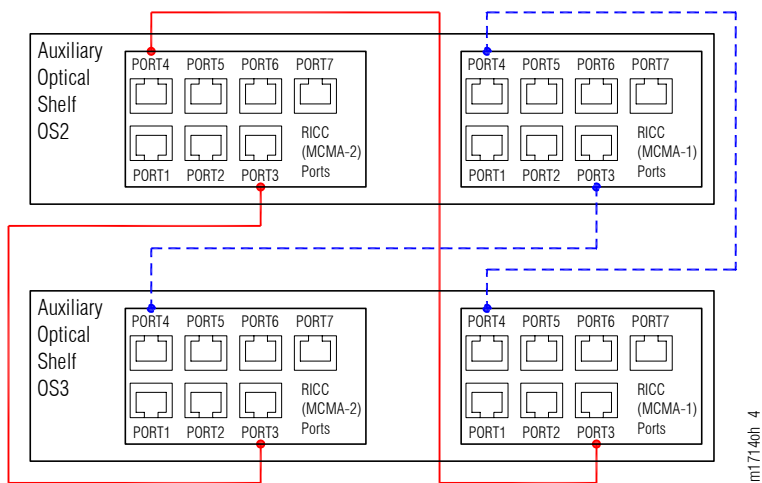 Auxiliary
Optical
Shelf
OS2
PORT4 PORT5 PORT6 PORT7
RICC
(MCMA-2)
Ports
PORT1 PORT2 PORT3
PORT4 PORT5 PORT6 PORT7
RICC
(MCMA-1)
Ports
PORT1 PORT2 PORT3
Auxiliary
Optical
Shelf
OS3
PORT4 PORT5 PORT6 PORT7
RICC
(MCMA-2)
Ports
PORT1 PORT2 PORT3
PORT4 PORT5 PORT6 PORT7
RICC
(MCMA-1)
Ports
PORT1 PORT2 PORT3
m1714oh_4